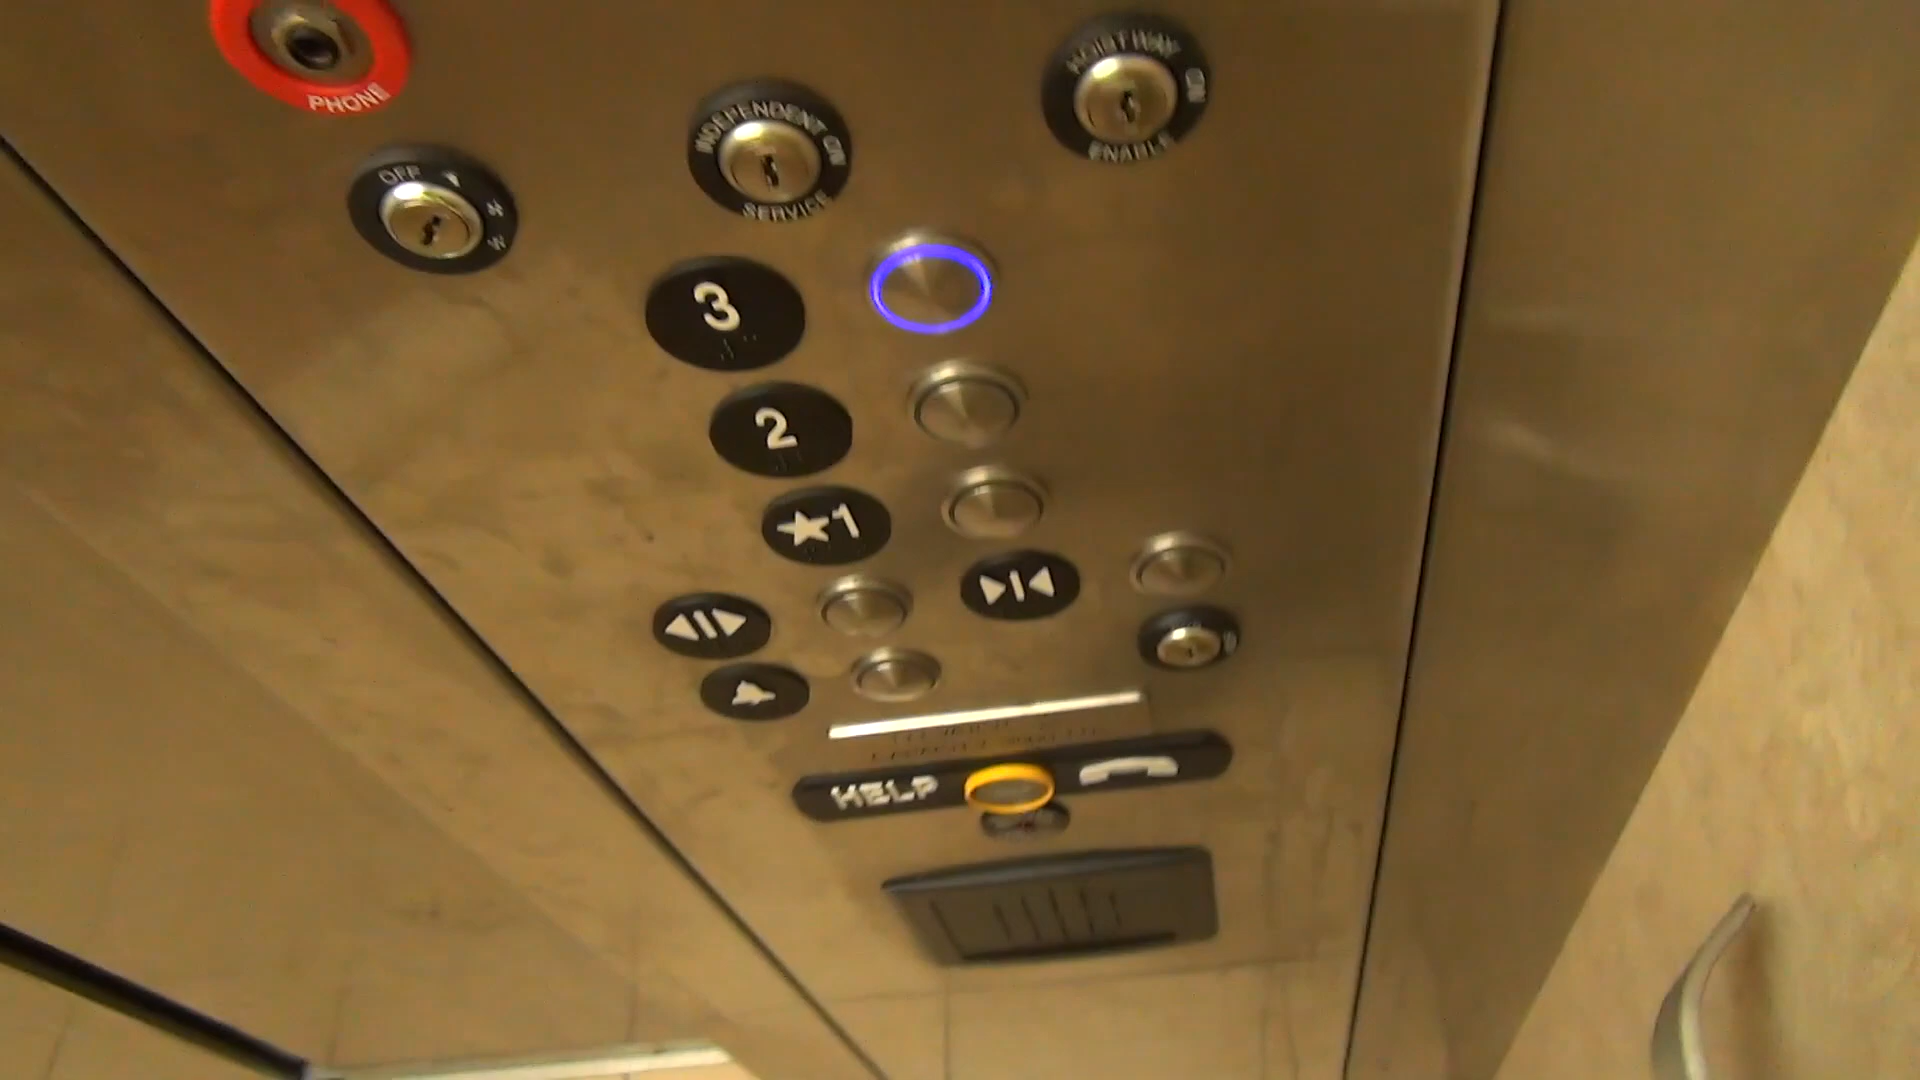 PHONE
HOISTWAY ON
ENABLE
INDEPENDENT ON
SERVICE
OFF
3
2
★1
HELP